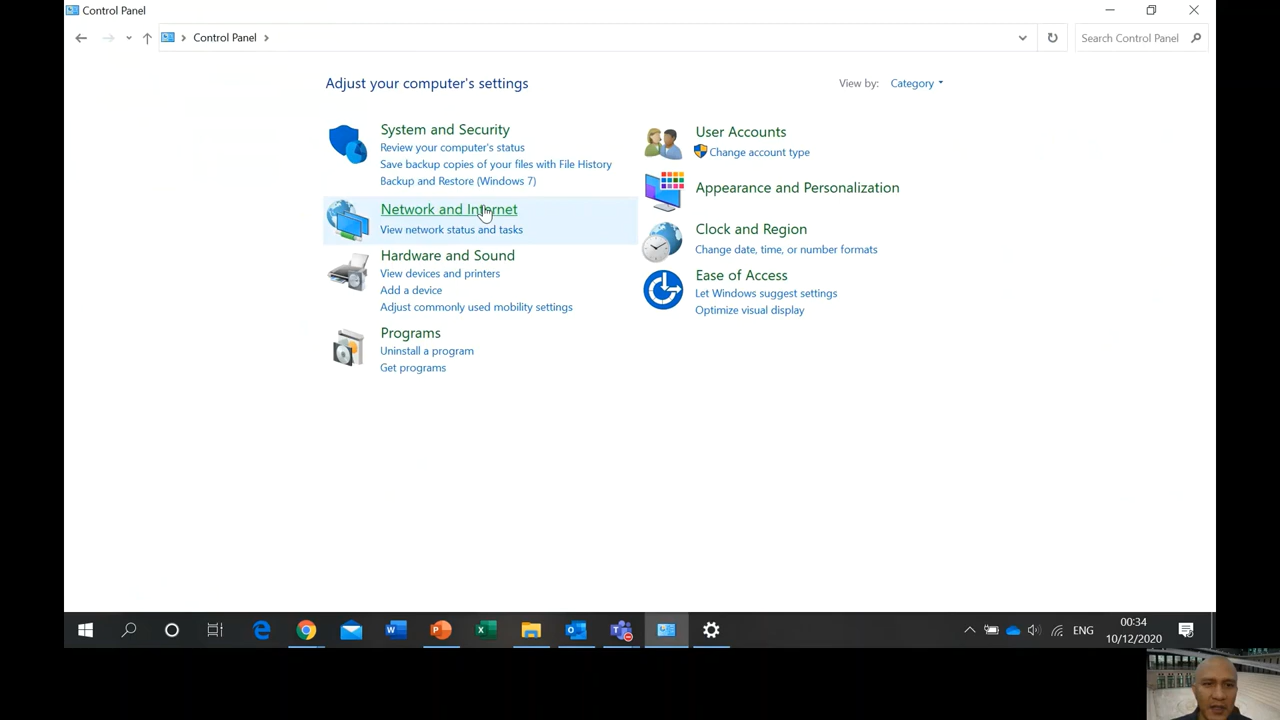 Control Panel
Control Panel
Search Control Panel
Adjust your computer's settings
View by: Category
System and Security
Review your computer's status
Save backup copies of your files with File History
Backup and Restore (Windows 7)
Network and Internet
View network status and tasks
Hardware and Sound
View devices and printers
Add a device
Adjust commonly used mobility settings
Programs
Uninstall a program
Get programs
User Accounts
Change account type
Appearance and Personalization
Clock and Region
Change date, time, or number formats
Ease of Access
Let Windows suggest settings
Optimize visual display
ENG
00:34
10/12/2020